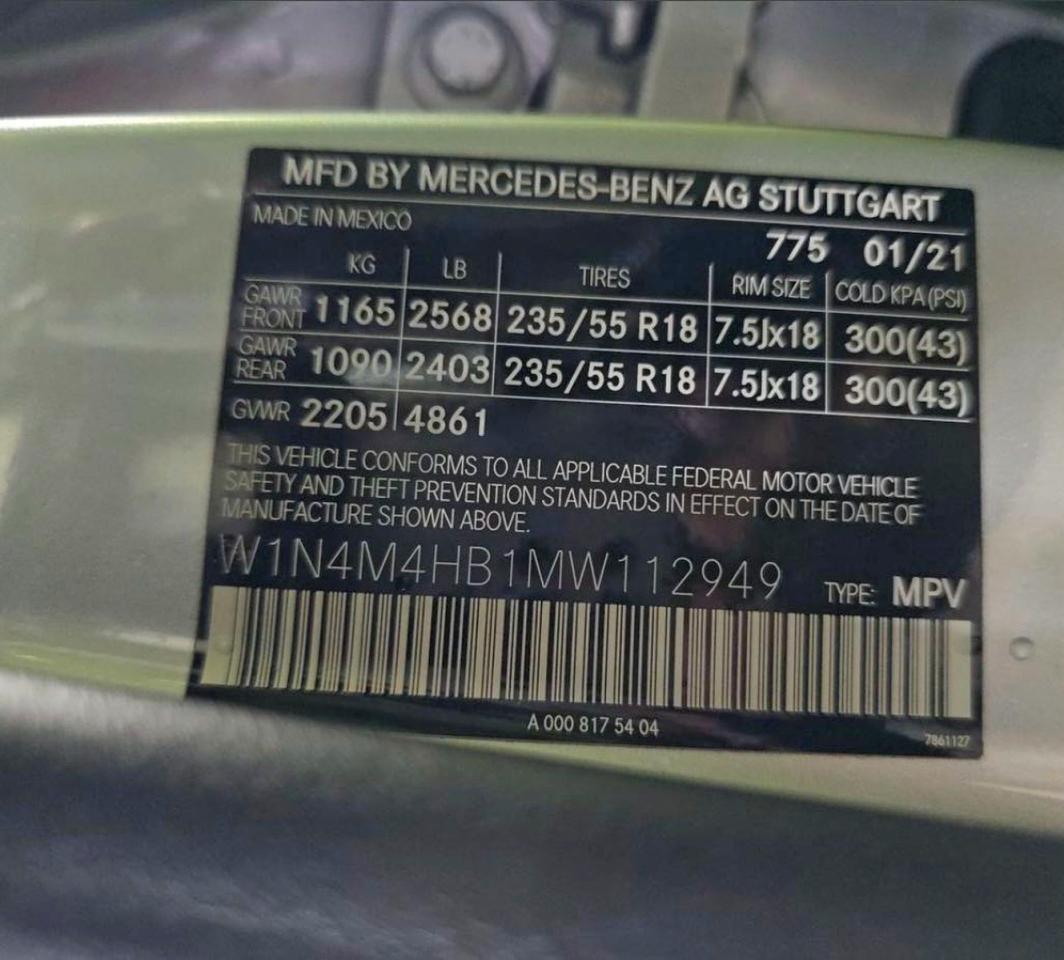 MFD BY MERCEDES-BENZ AG STUTTGART
MADE IN MEXICO
775 01/21
KG LB TIRES RIM SIZE COLD KPA (PSI)
GAWR FRONT 1165 2568 235/55 R18 7.5Jx18 300(43)
GAWR REAR 1090 2403 235/55 R18 7.5Jx18 300(43)
GVWR 2205 4861
THIS VEHICLE CONFORMS TO ALL APPLICABLE FEDERAL MOTOR VEHICLE
SAFETY AND THEFT PREVENTION STANDARDS IN EFFECT ON THE DATE OF
MANUFACTURE SHOWN ABOVE.
W1N4M4HB1MW112949 TYPE: MPV
A 000 817 54 04
7861127